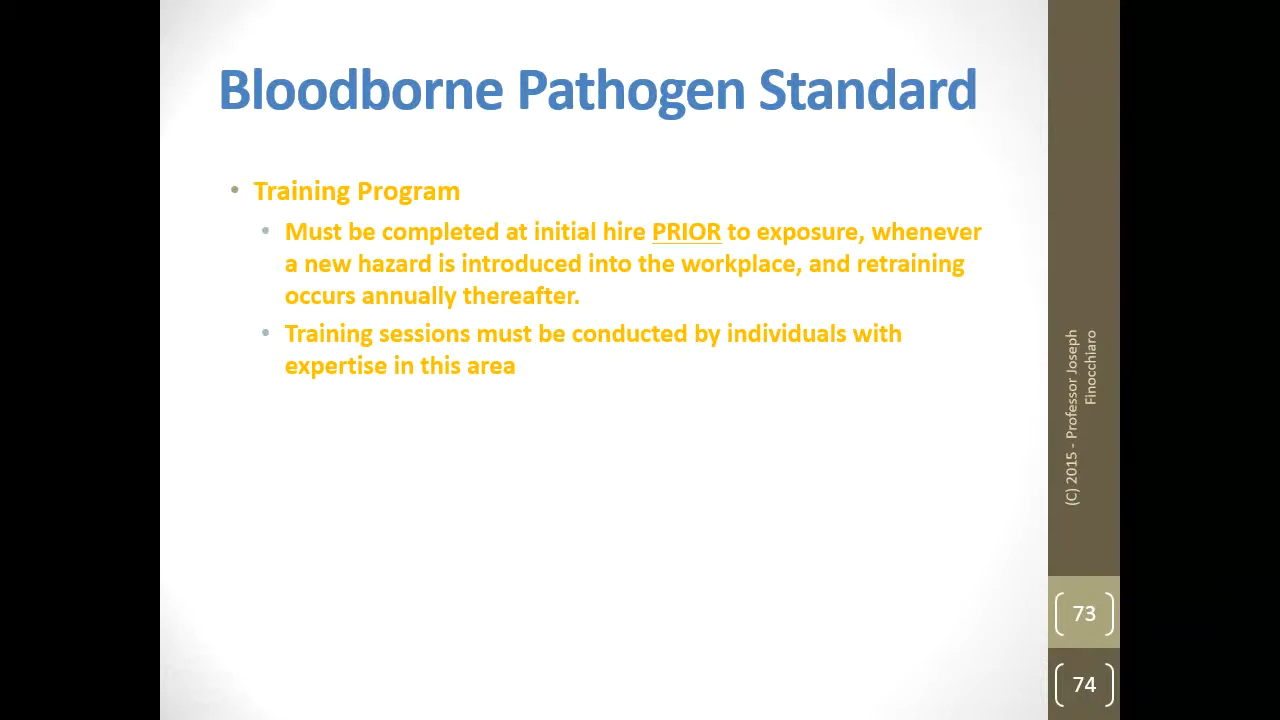 Bloodborne Pathogen Standard
• Training Program
• Must be completed at initial hire PRIOR to exposure, whenever
a new hazard is introduced into the workplace, and retraining
occurs annually thereafter.
• Training sessions must be conducted by individuals with
expertise in this area
(C) 2015 - Professor Joseph
Finocchiaro
73
74